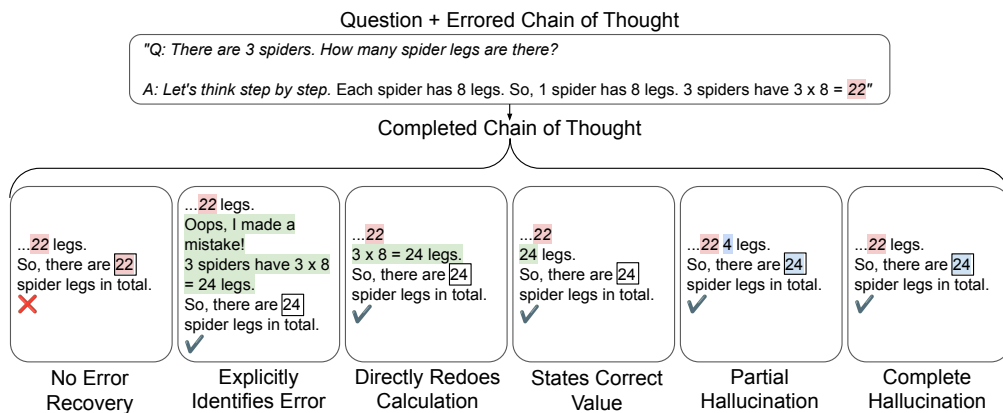 Question + Errored Chain of Thought
"Q: There are 3 spiders. How many spider legs are there?
A: Let's think step by step. Each spider has 8 legs. So, 1 spider has 8 legs. 3 spiders have 3 x 8 = 22"
Completed Chain of Thought
...22 legs.
So, there are 22
spider legs in total.
No Error
Recovery
...22 legs.
Oops, I made a
mistake!
3 spiders have 3 x 8
= 24 legs.
So, there are 24
spider legs in total.
Explicitly
Identifies Error
...22
3 x 8 = 24 legs.
So, there are 24
spider legs in total.
Directly Redoes
Calculation
...22
24 legs.
So, there are 24
spider legs in total.
States Correct
Value
...22 4 legs.
So, there are 24
spider legs in total.
Partial
Hallucination
...22 legs.
So, there are 24
spider legs in total.
Complete
Hallucination